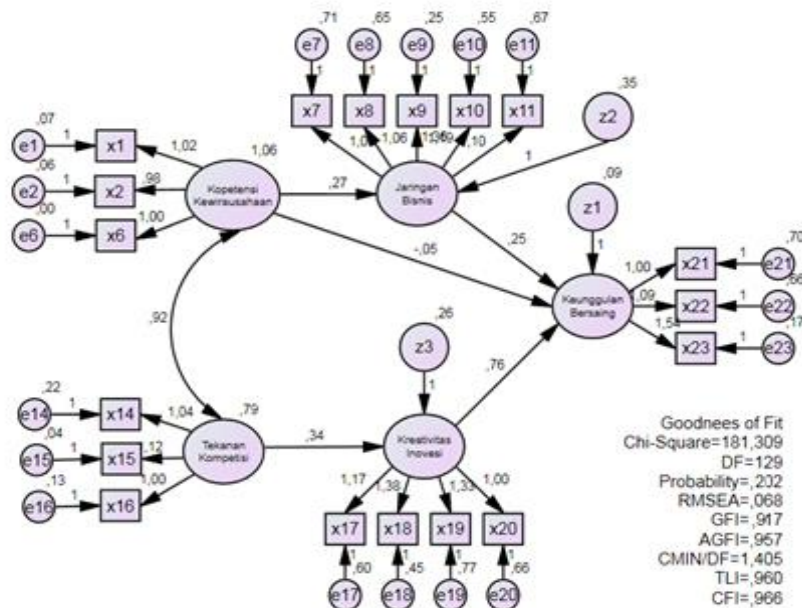 ,71 ,65 ,25 ,55 ,67
e7 e8 e9 e10 e11
1 1 1 1 1
x7 x8 x9 x10 x11
,35
z2
1
,07
e1 1 x1 1,02
,06
e2 1 x2 ,98
,00
e6 1 x6 1,00
1,06
Kopetensi
Kewirausahaan
,27
1,06 ,10
Jaringan
Bisnis
,09
z1
1
-,05
,25
Keunggulan
Bersaing
1,00 x21 1 e21 ,70
,09 x22 1 e22 ,66
1,54 x23 1 e23 ,17
,92
,26
z3
1
,76
,22
e14 1 x14 1,04
,04
e15 1 x15 ,12
,13
e16 1 x16 1,00
,79
Tekanan
Kompetisi
,34
Kreativitas
Inovasi
1,17 1,38 1,33 1,00
x17 x18 x19 x20
1 1 1 1
,60 ,45 ,77 ,66
e17 e18 e19 e20
Goodnees of Fit
Chi-Square=181,309
DF=129
Probability=,202
RMSEA=,068
GFI=,917
AGFI=,957
CMIN/DF=1,405
TLI=,960
CFI=,966